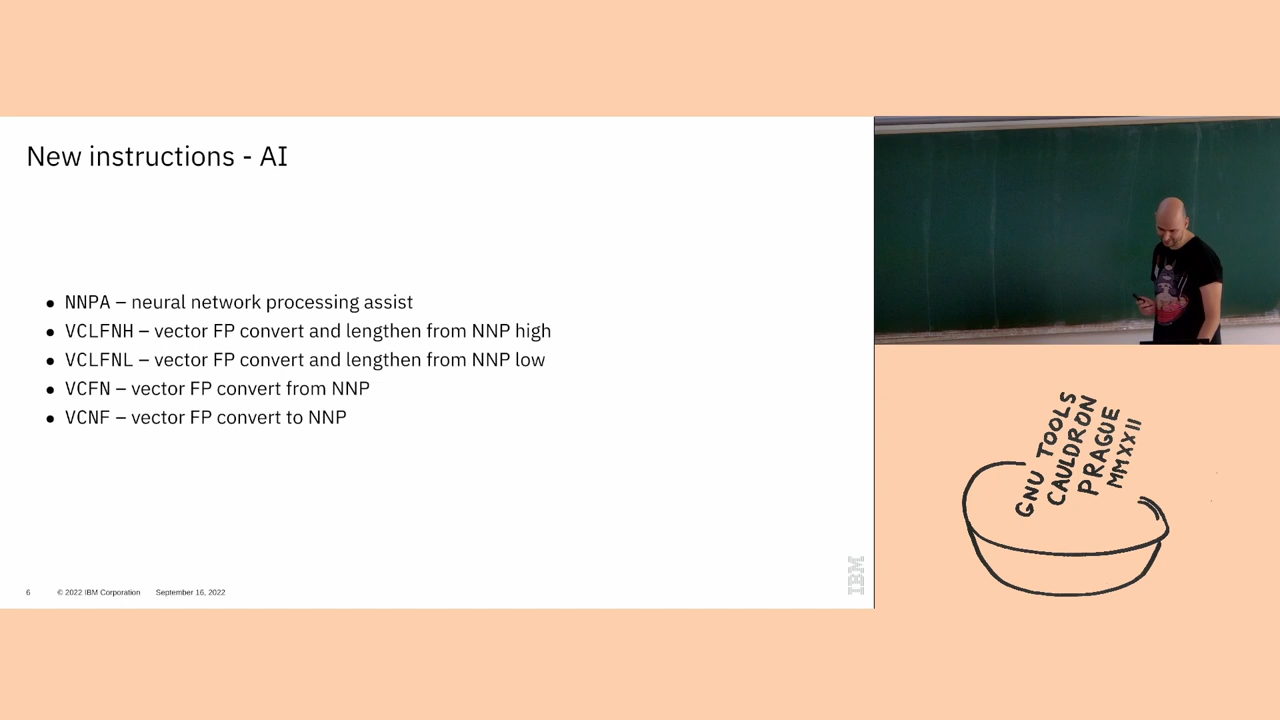 New instructions - AI
● NNPA – neural network processing assist
● VCLFNH – vector FP convert and lengthen from NNP high
● VCLFNL – vector FP convert and lengthen from NNP low
● VCFN – vector FP convert from NNP
● VCNF – vector FP convert to NNP
6 © 2022 IBM Corporation September 16, 2022
IBM
GNU TOOLS
CAULDRON
PRAGUE
MMXXII